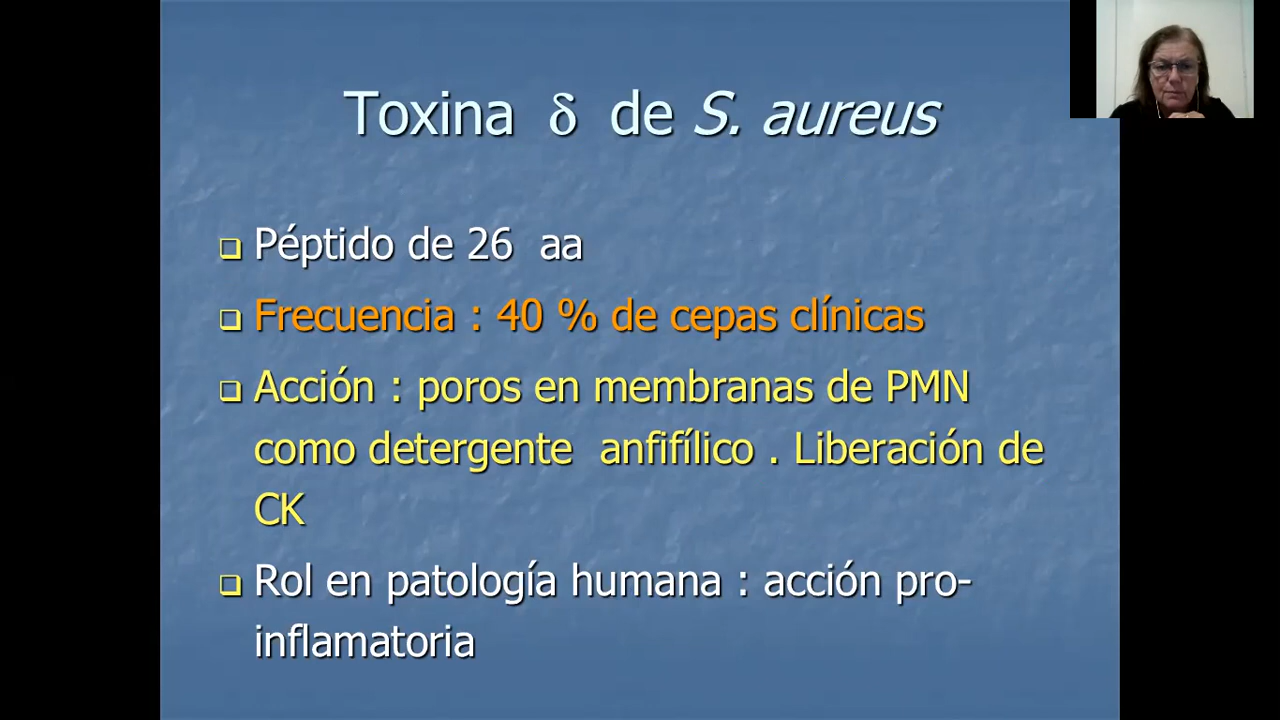 Toxina δ de S. aureus
Péptido de 26 aa
Frecuencia : 40 % de cepas clínicas
Acción : poros en membranas de PMN
como detergente anfifílico . Liberación de
CK
Rol en patología humana : acción pro-
inflamatoria